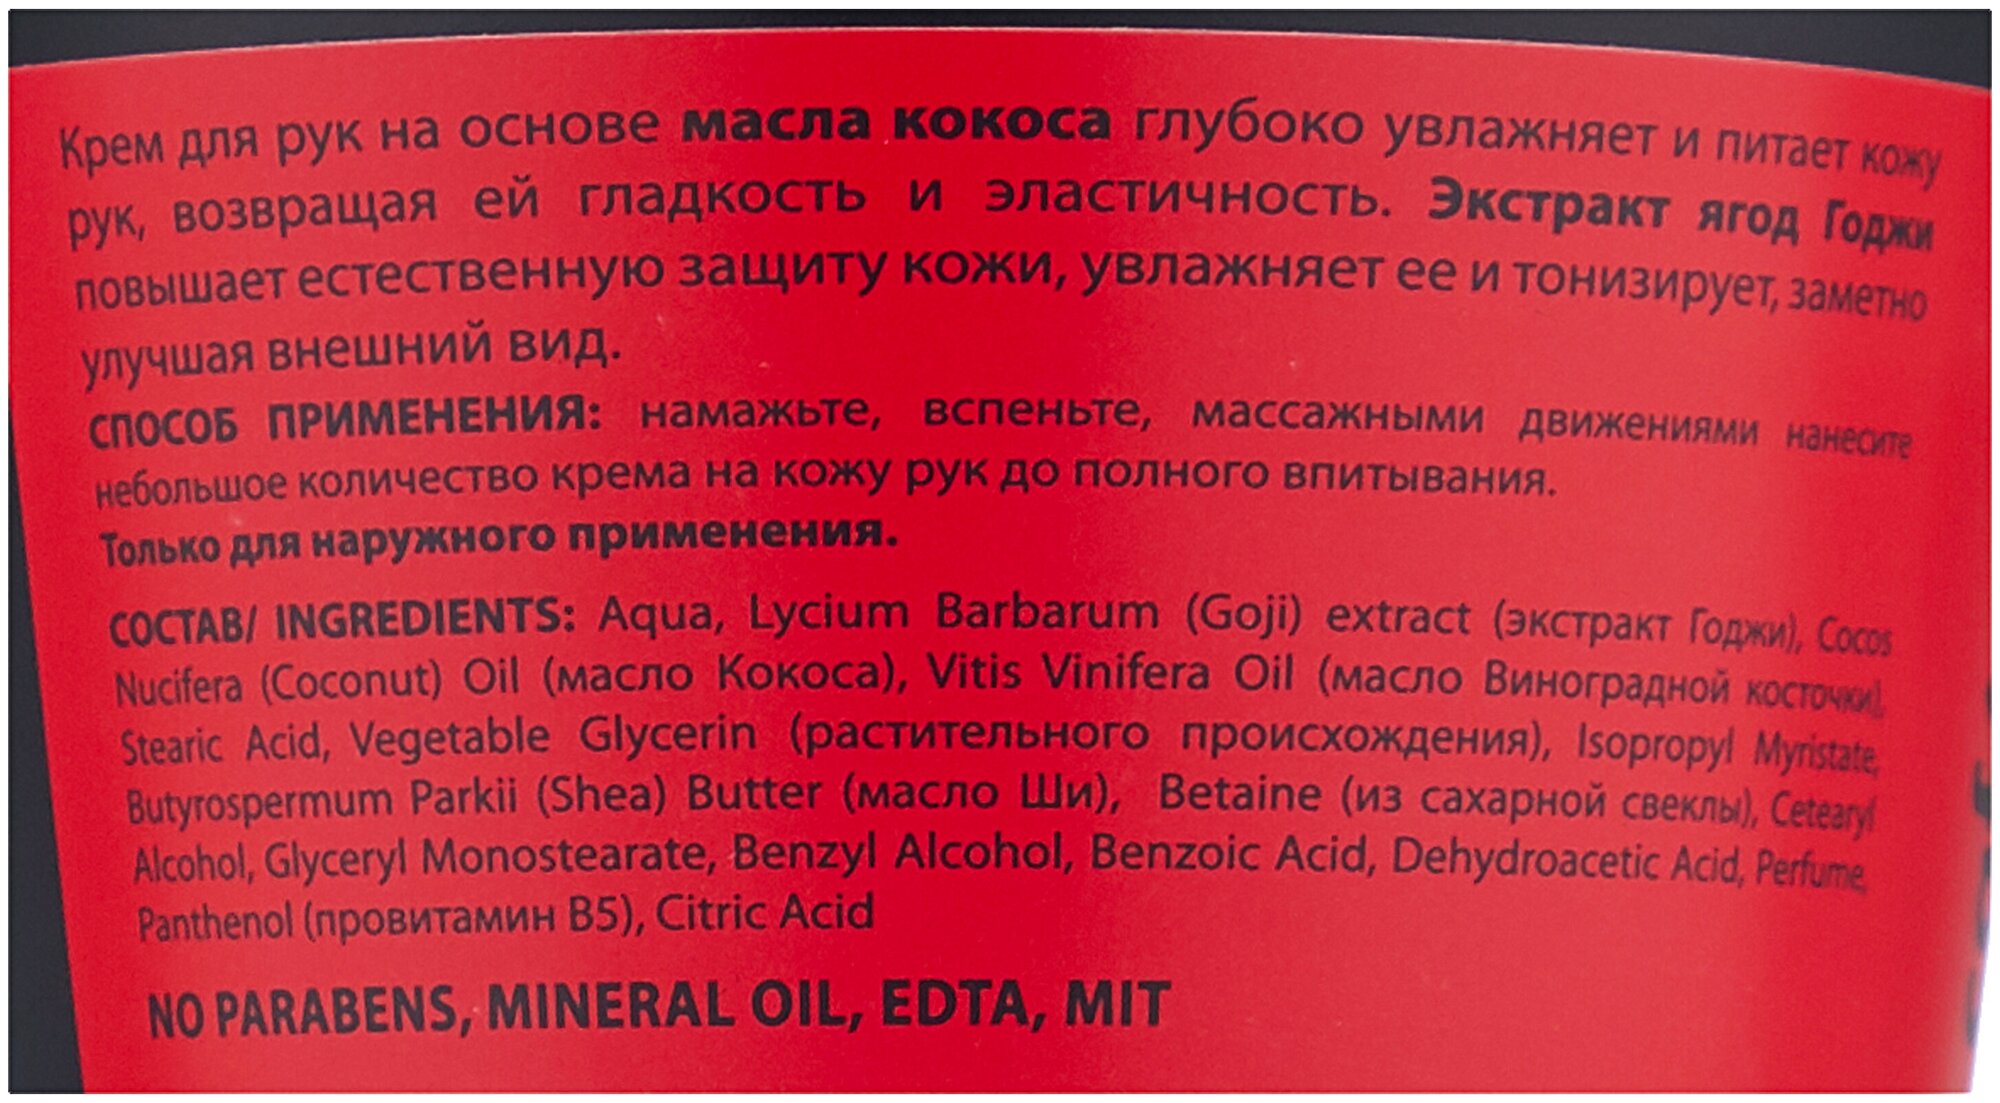 Крем для рук на основе масла кокоса глубоко увлажняет и питает кожу
рук, возвращая ей гладкость и эластичность. Экстракт ягод Годжи
повышает естественную защиту кожи, увлажняет ее и тонизирует, заметно
улучшая внешний вид.
СПОСОБ ПРИМЕНЕНИЯ: намажьте, вспеньте, массажными движениями нанесите
небольшое количество крема на кожу рук до полного впитывания.
Только для наружного применения.
СОСТАВ/ INGREDIENTS: Aqua, Lycium Barbarum (Goji) extract (экстракт Годжи), Cocos
Nucifera (Coconut) Oil (масло Кокоса), Vitis Vinifera Oil (масло Виноградной косточки),
Stearic Acid, Vegetable Glycerin (растительного происхождения), Isopropyl Myristate,
Butyrospermum Parkii (Shea) Butter (масло Ши), Betaine (из сахарной свеклы), Cetearyl
Alcohol, Glyceryl Monostearate, Benzyl Alcohol, Benzoic Acid, Dehydroacetic Acid, Perfume,
Panthenol (провитамин B5), Citric Acid
NO PARABENS, MINERAL OIL, EDTA, MIT